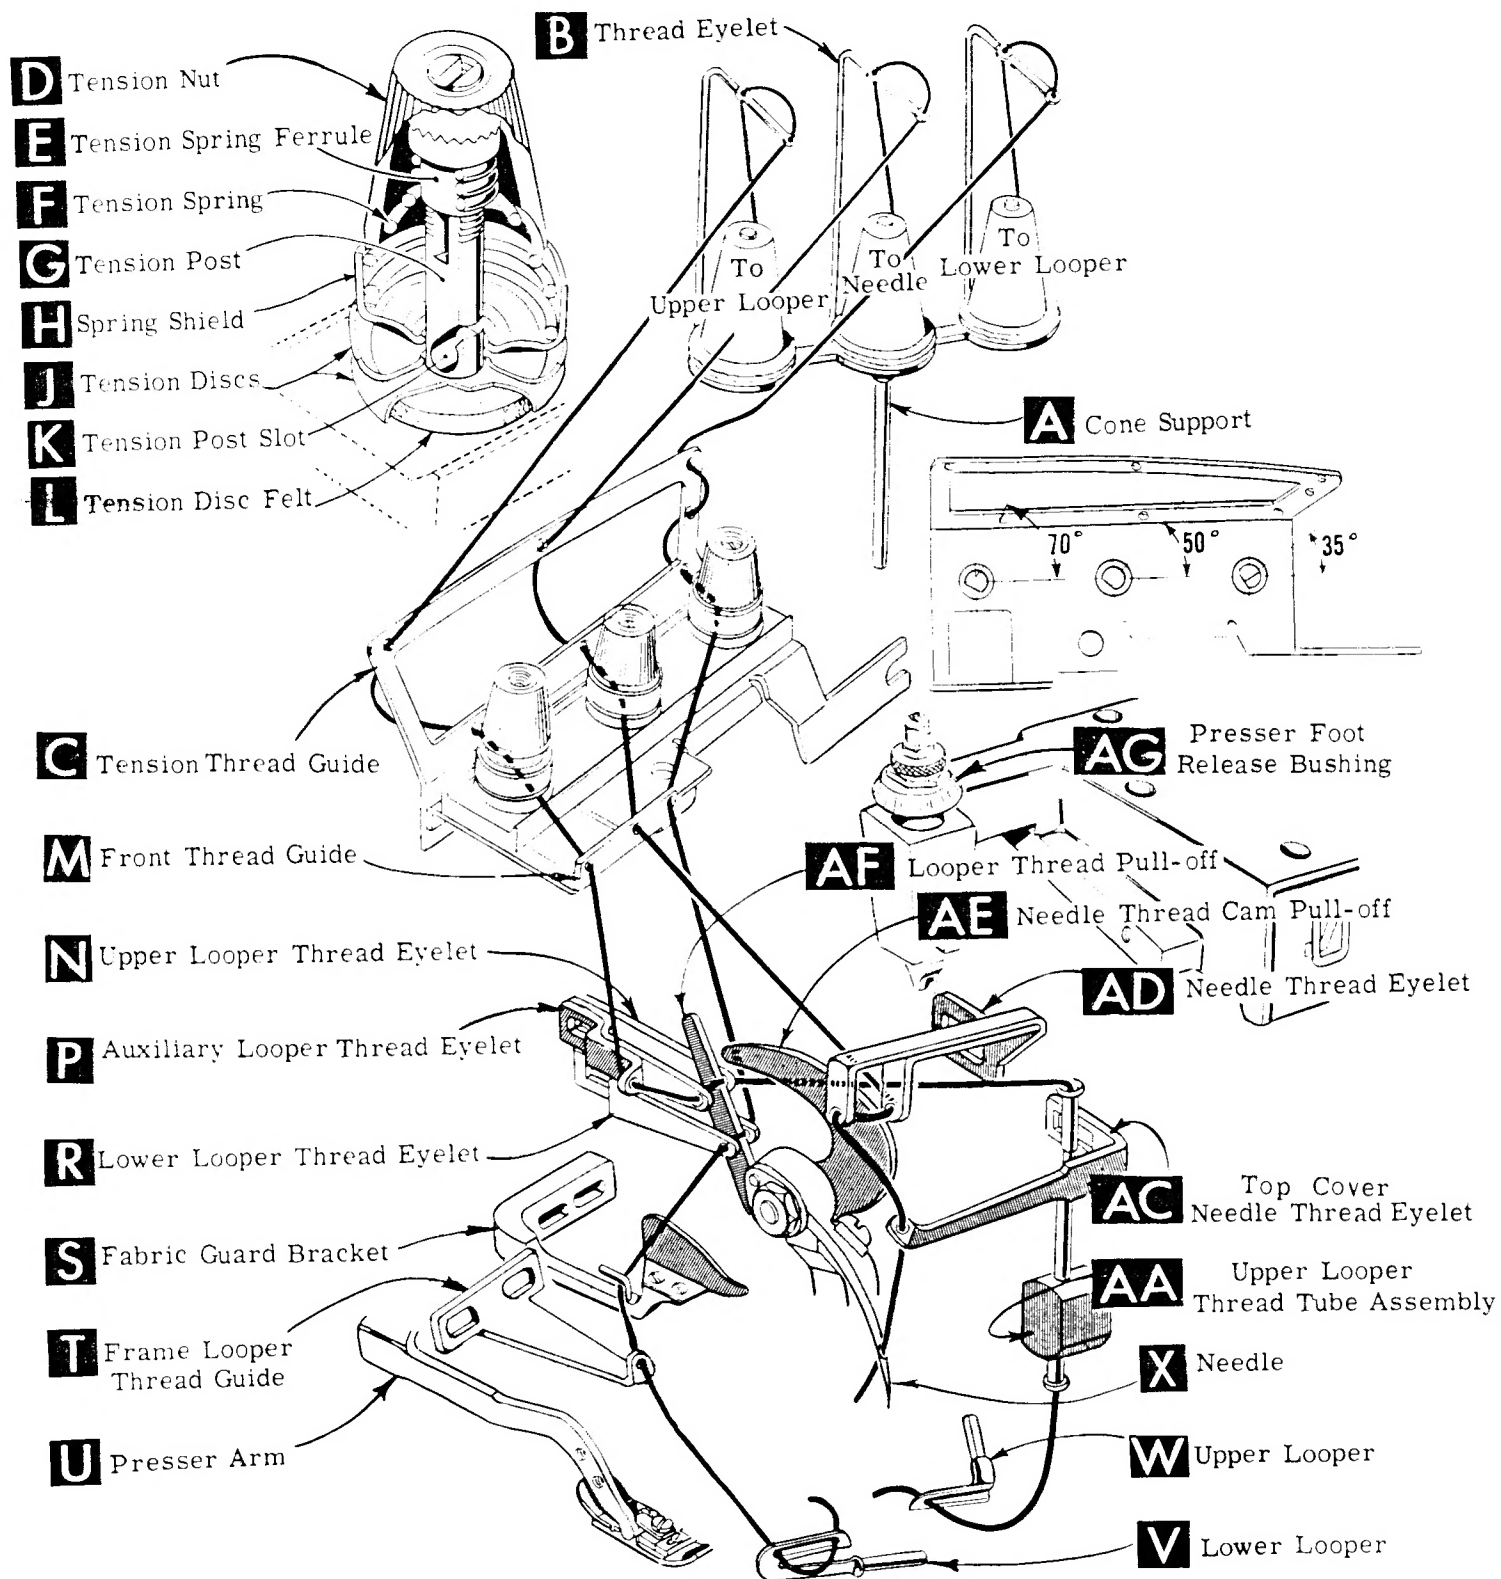 B Thread Eyelet
D Tension Nut
E Tension Spring Ferrule
F Tension Spring
G Tension Post
H Spring Shield
J Tension Discs
K Tension Post Slot
L Tension Disc Felt
To
Upper Looper
To
Needle
To
Lower Looper
A Cone Support
70°
50°
35°
C Tension Thread Guide
AG Presser Foot
Release Bushing
M Front Thread Guide
AF Looper Thread Pull-off
AE Needle Thread Cam Pull-off
N Upper Looper Thread Eyelet
AD Needle Thread Eyelet
P Auxiliary Looper Thread Eyelet
R Lower Looper Thread Eyelet
AC Top Cover
Needle Thread Eyelet
S Fabric Guard Bracket
AA Upper Looper
Thread Tube Assembly
T Frame Looper
Thread Guide
X Needle
U Presser Arm
W Upper Looper
V Lower Looper